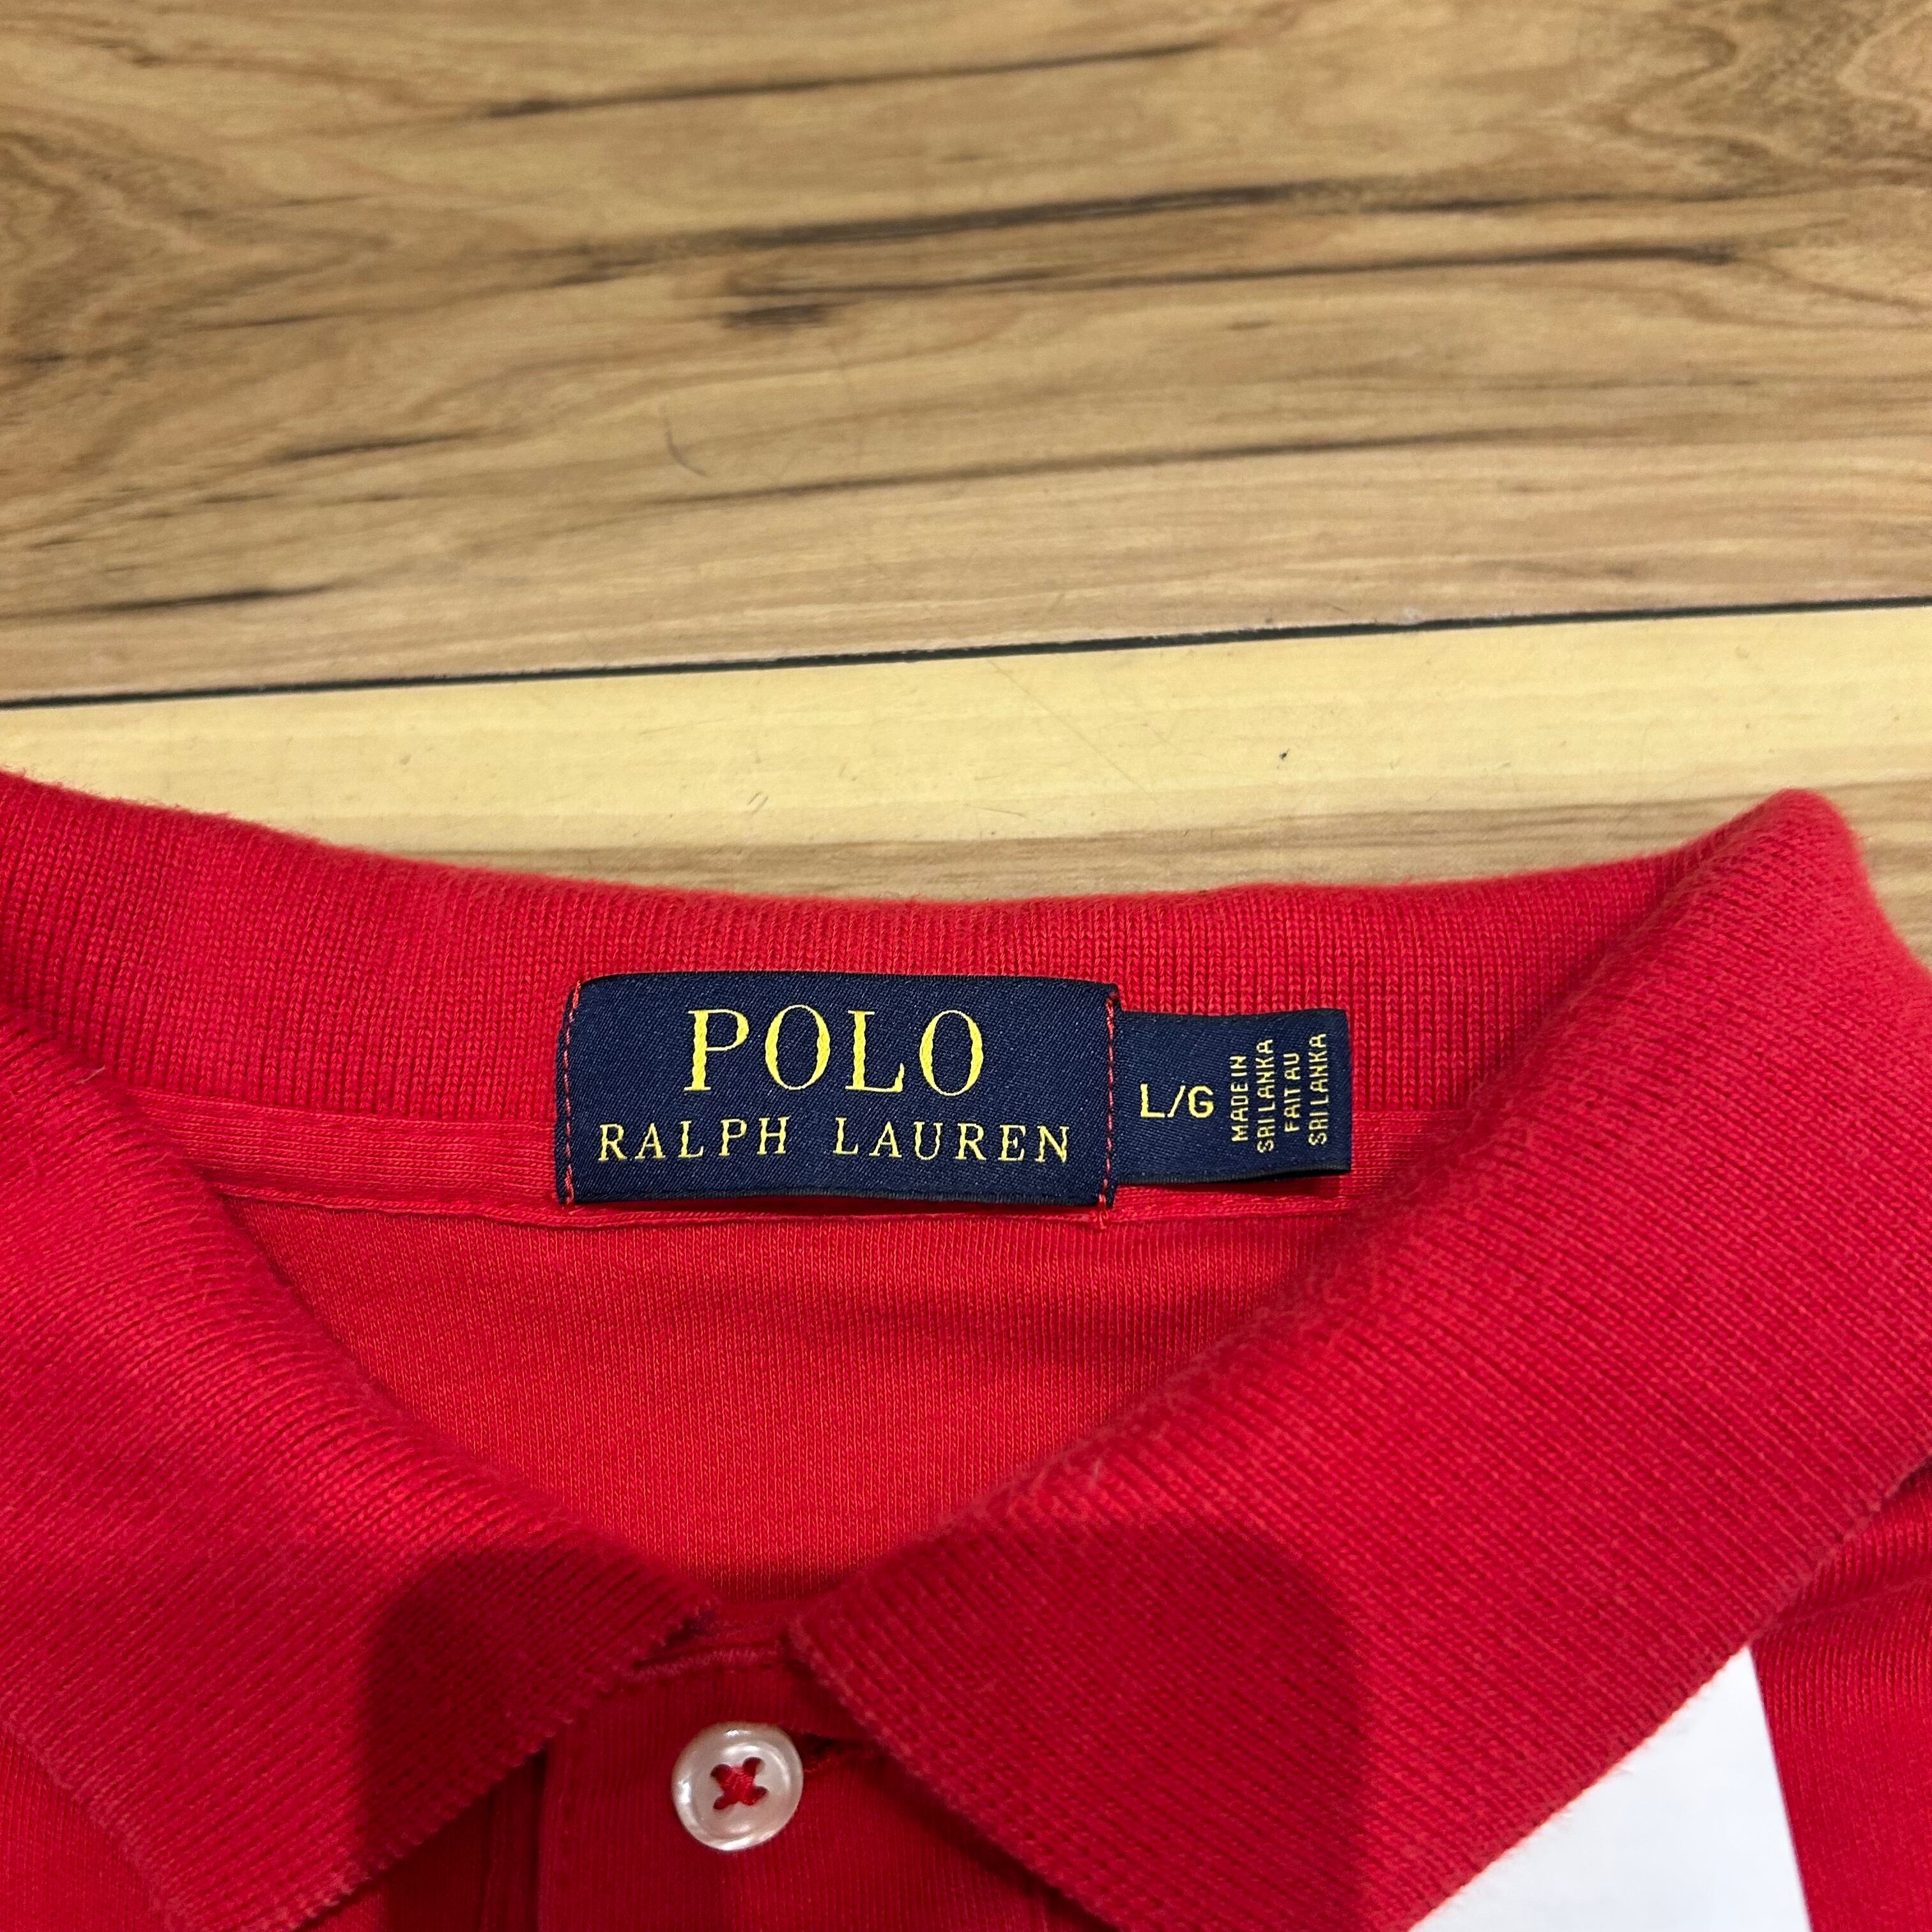 POLO
RALPH LAUREN
L/G
MADE IN
SRI LANKA
FAIT AU
SRI LANKA